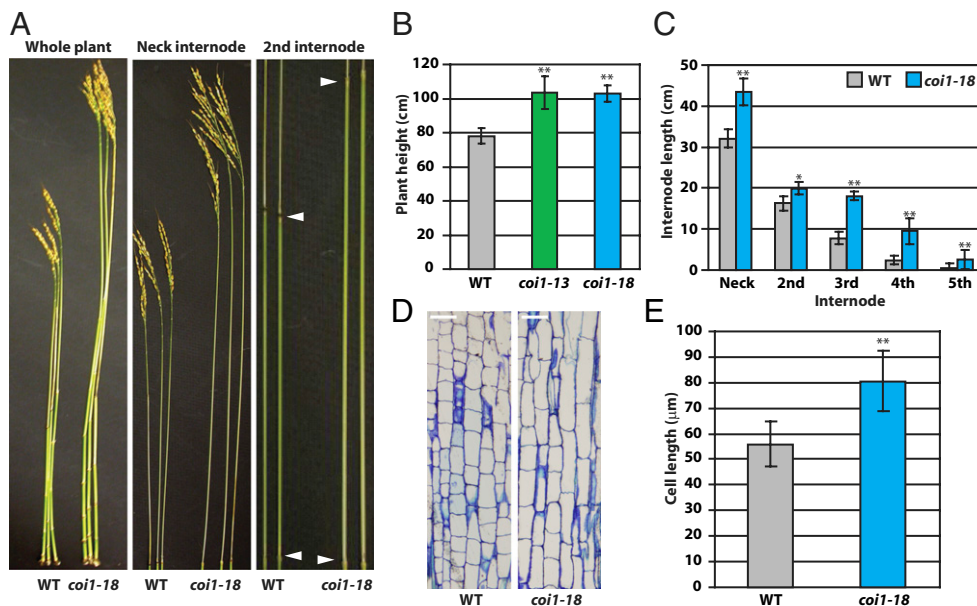 A
Whole plant
Neck internode
2nd internode
WT
coi1-18
WT
coi1-18
WT
coi1-18
B
Plant height (cm)
120
100
80
60
40
20
0
**
**
WT
coi1-13
coi1-18
C
WT
coi1-18
Internode length (cm)
50
40
30
20
10
0
**
*
**
**
**
Neck
2nd
3rd
4th
5th
Internode
D
WT
coi1-18
E
Cell length (μm)
100
90
80
70
60
50
40
30
20
10
0
**
WT
coi1-18